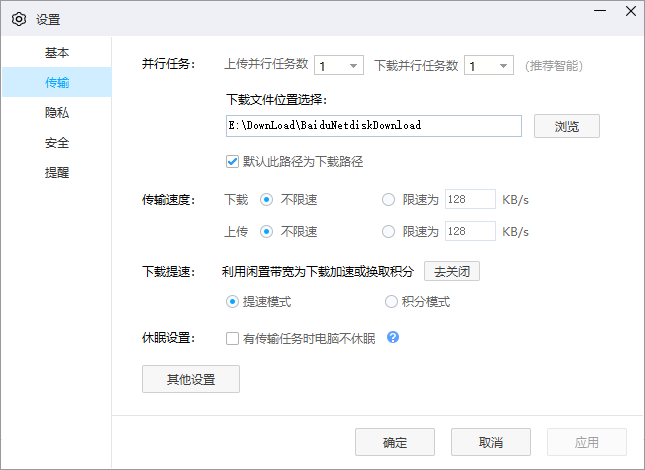 设置
基本
传输
隐私
安全
提醒
并行任务： 上传并行任务数 1 下载并行任务数 1 (推荐智能)
下载文件位置选择：
E:\DownLoad\BaiduNetdiskDownload 浏览
默认此路径为下载路径
传输速度： 下载 不限速 限速为 128 KB/s
上传 不限速 限速为 128 KB/s
下载提速： 利用闲置带宽为下载加速或换取积分 去关闭
提速模式 积分模式
休眠设置： 有传输任务时电脑不休眠 ?
其他设置
确定 取消 应用